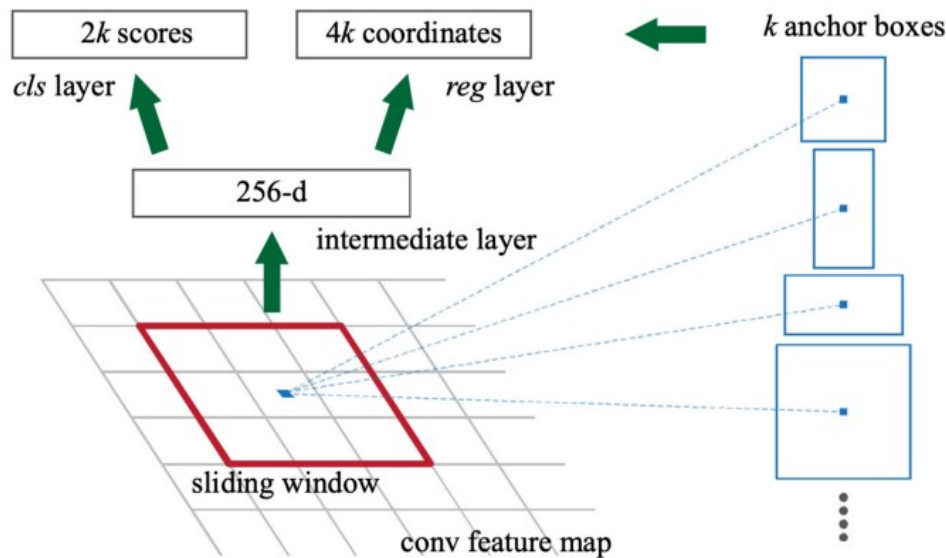 2k scores
4k coordinates
k anchor boxes
cls layer
reg layer
256-d
intermediate layer
sliding window
conv feature map